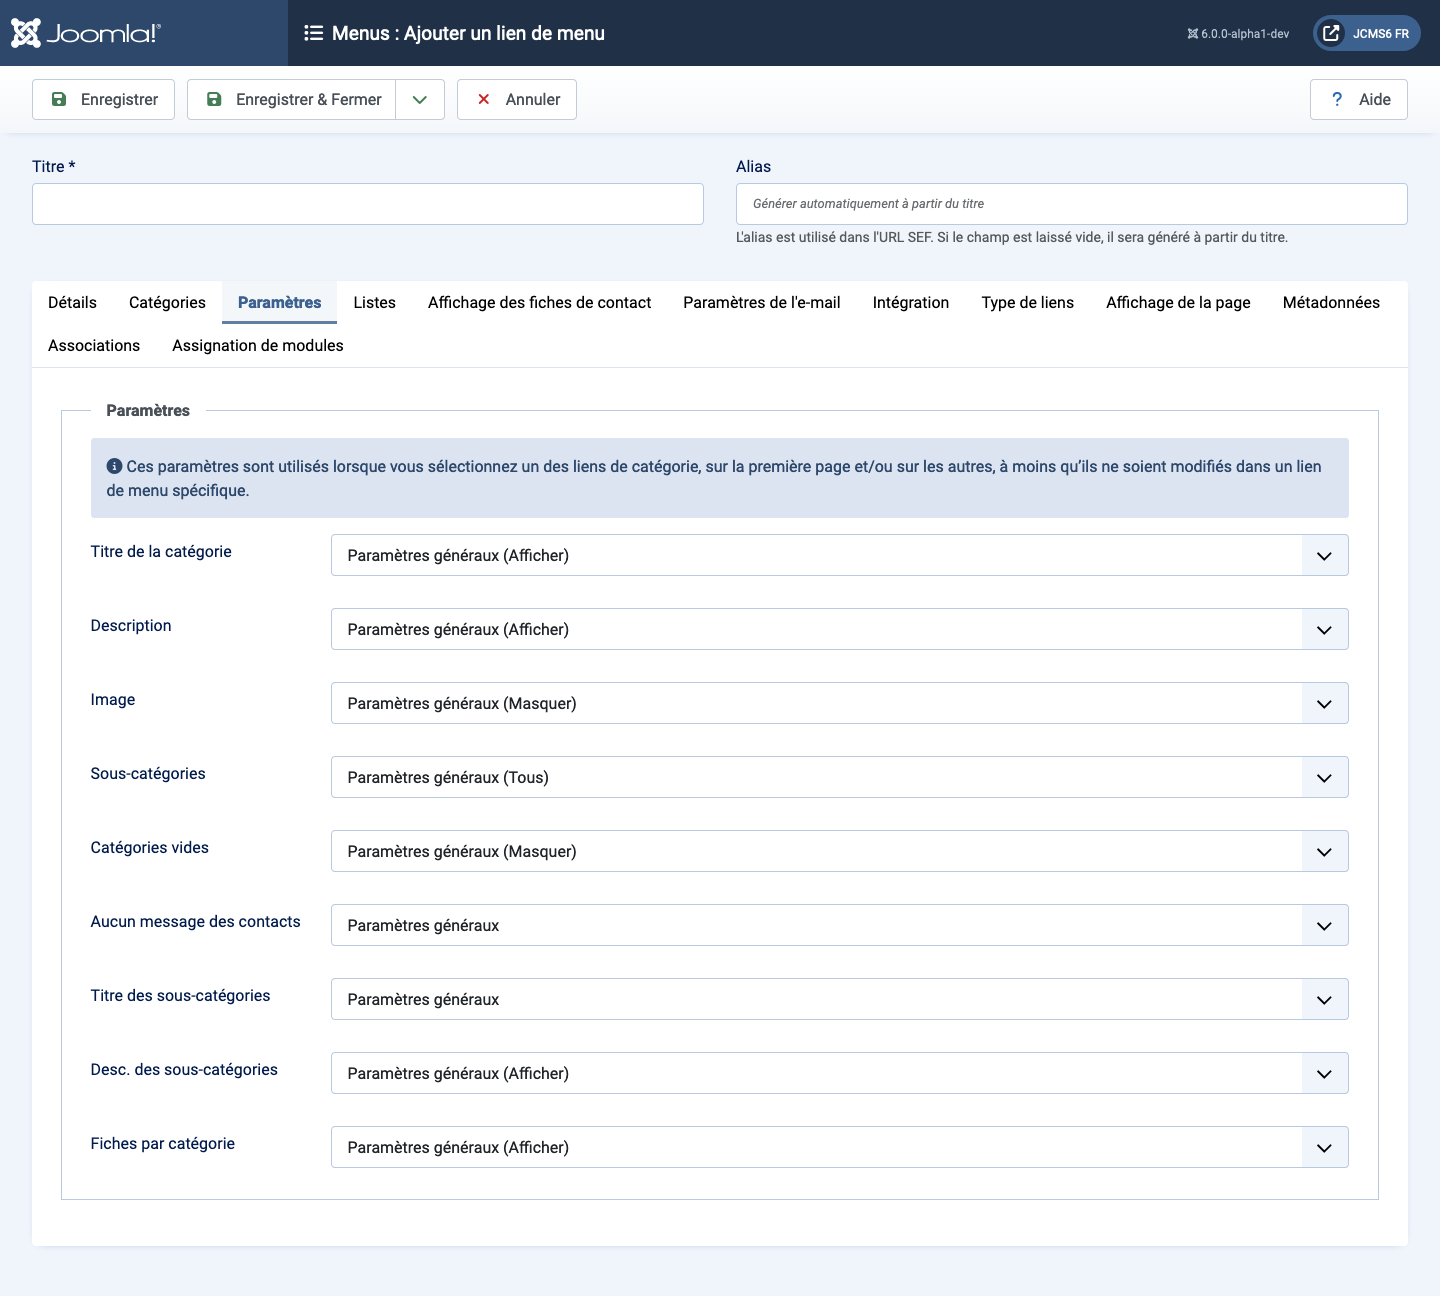 Joomla!®
Menus : Ajouter un lien de menu
6.0.0-alpha1-dev
JCMS6 FR
Enregistrer
Enregistrer & Fermer
Annuler
? Aide
Titre *
Alias
Générer automatiquement à partir du titre
L'alias est utilisé dans l'URL SEF. Si le champ est laissé vide, il sera généré à partir du titre.
Détails Catégories Paramètres Listes Affichage des fiches de contact Paramètres de l'e-mail Intégration Type de liens Affichage de la page Métadonnées
Associations Assignation de modules
Paramètres
Ces paramètres sont utilisés lorsque vous sélectionnez un des liens de catégorie, sur la première page et/ou sur les autres, à moins qu’ils ne soient modifiés dans un lien
de menu spécifique.
Titre de la catégorie
Paramètres généraux (Afficher)
Description
Paramètres généraux (Afficher)
Image
Paramètres généraux (Masquer)
Sous-catégories
Paramètres généraux (Tous)
Catégories vides
Paramètres généraux (Masquer)
Aucun message des contacts
Paramètres généraux
Titre des sous-catégories
Paramètres généraux
Desc. des sous-catégories
Paramètres généraux (Afficher)
Fiches par catégorie
Paramètres généraux (Afficher)